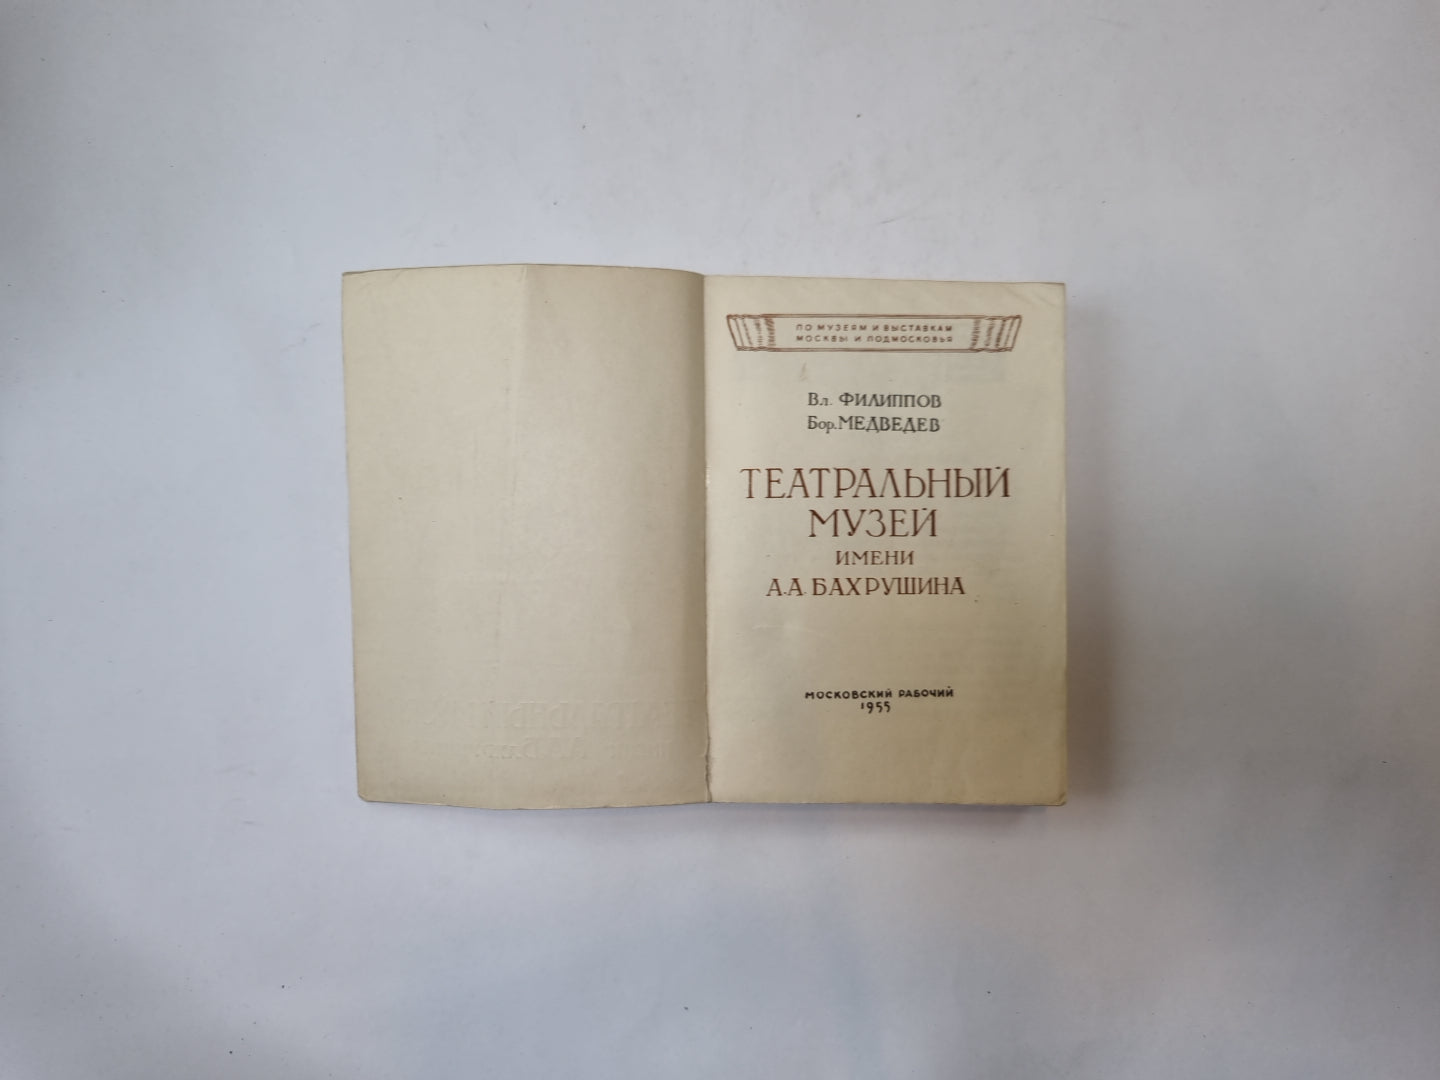 ПО МУЗЕЯМ И ВЫСТАВКАМ
МОСКВЫ И ПОДМОСКОВЬЯ
Вл. ФИЛИППОВ
Бор. МЕДВЕДЕВ
ТЕАТРАЛЬНЫЙ
МУЗЕЙ
ИМЕНИ
А. А. БАХРУШИНА
МОСКОВСКИЙ РАБОЧИЙ
1955